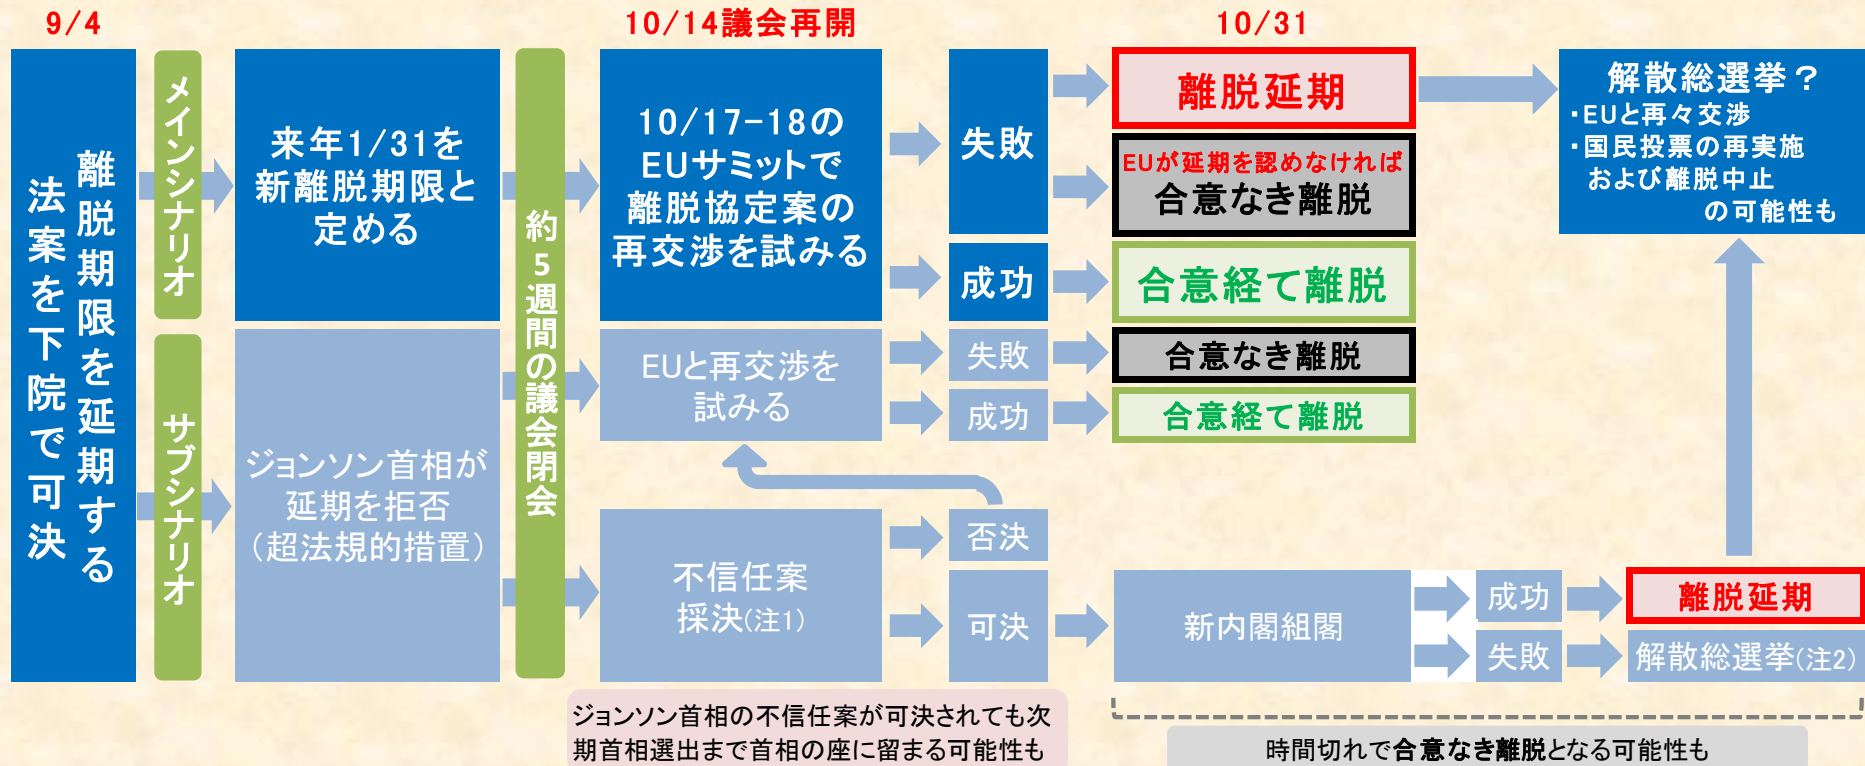 9/4
10/14議会再開
10/31
離脱期限を延期する
法案を下院で可決
メインシナリオ
サブシナリオ
来年1/31を
新離脱期限と
定める
ジョンソン首相が
延期を拒否
（超法規的措置）
約5週間の議会閉会
10/17-18の
EUサミットで
離脱協定案の
再交渉を試みる
失敗
成功
離脱延期
EUが延期を認めなければ
合意なき離脱
合意経て離脱
解散総選挙？
・EUと再々交渉
・国民投票の再実施
および離脱中止
の可能性も
EUと再交渉を
試みる
失敗
成功
合意なき離脱
合意経て離脱
不信任案
採決(注1)
否決
可決
新内閣組閣
成功
失敗
離脱延期
解散総選挙(注2)
ジョンソン首相の不信任案が可決されても次
期首相選出まで首相の座に留まる可能性も
時間切れで合意なき離脱となる可能性も